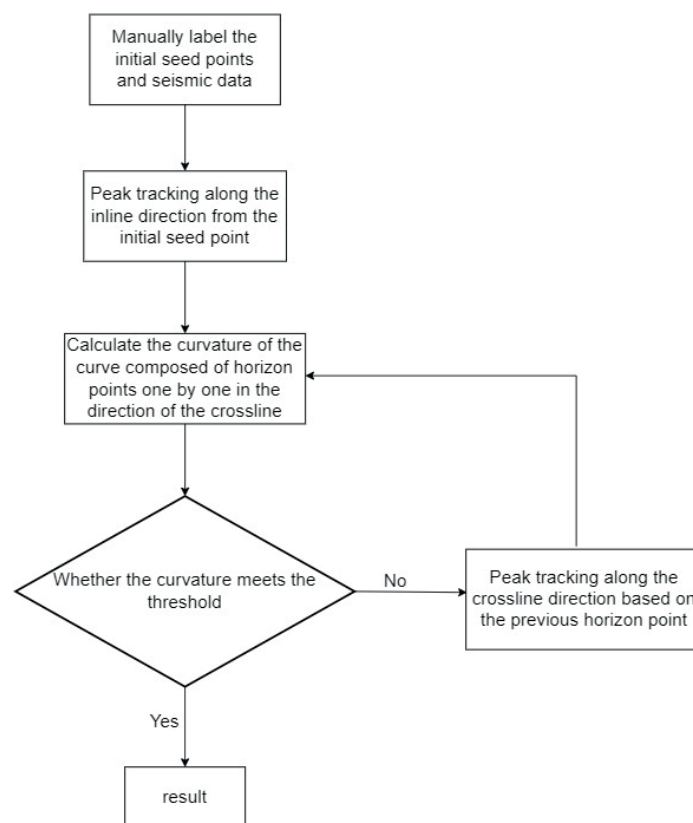 Manually label the
initial seed points
and seismic data
Peak tracking along the
inline direction from the
initial seed point
Calculate the curvature of the
curve composed of horizon
points one by one in the
direction of the crossline
Whether the curvature meets the
threshold
No
Peak tracking along the
crossline direction based on
the previous horizon point
Yes
result